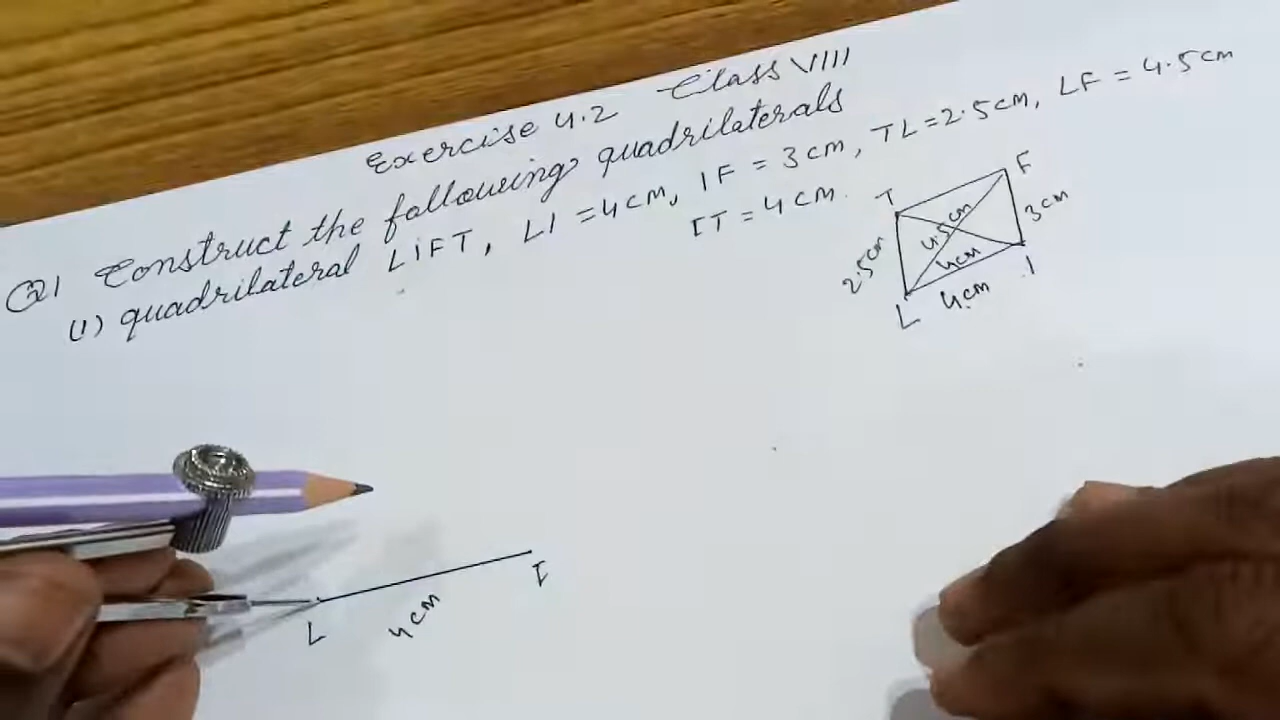 Exercise 4.2 Class VIII
Q1 Construct the following quadrilaterals
(1) quadrilateral LIFT, LI = 4cm, IF = 3cm, TL = 2.5cm, LF = 4.5cm
IT = 4cm.
T
F
2.5cm
4.5cm
4cm
3cm
L
4cm
I
L
4cm
I